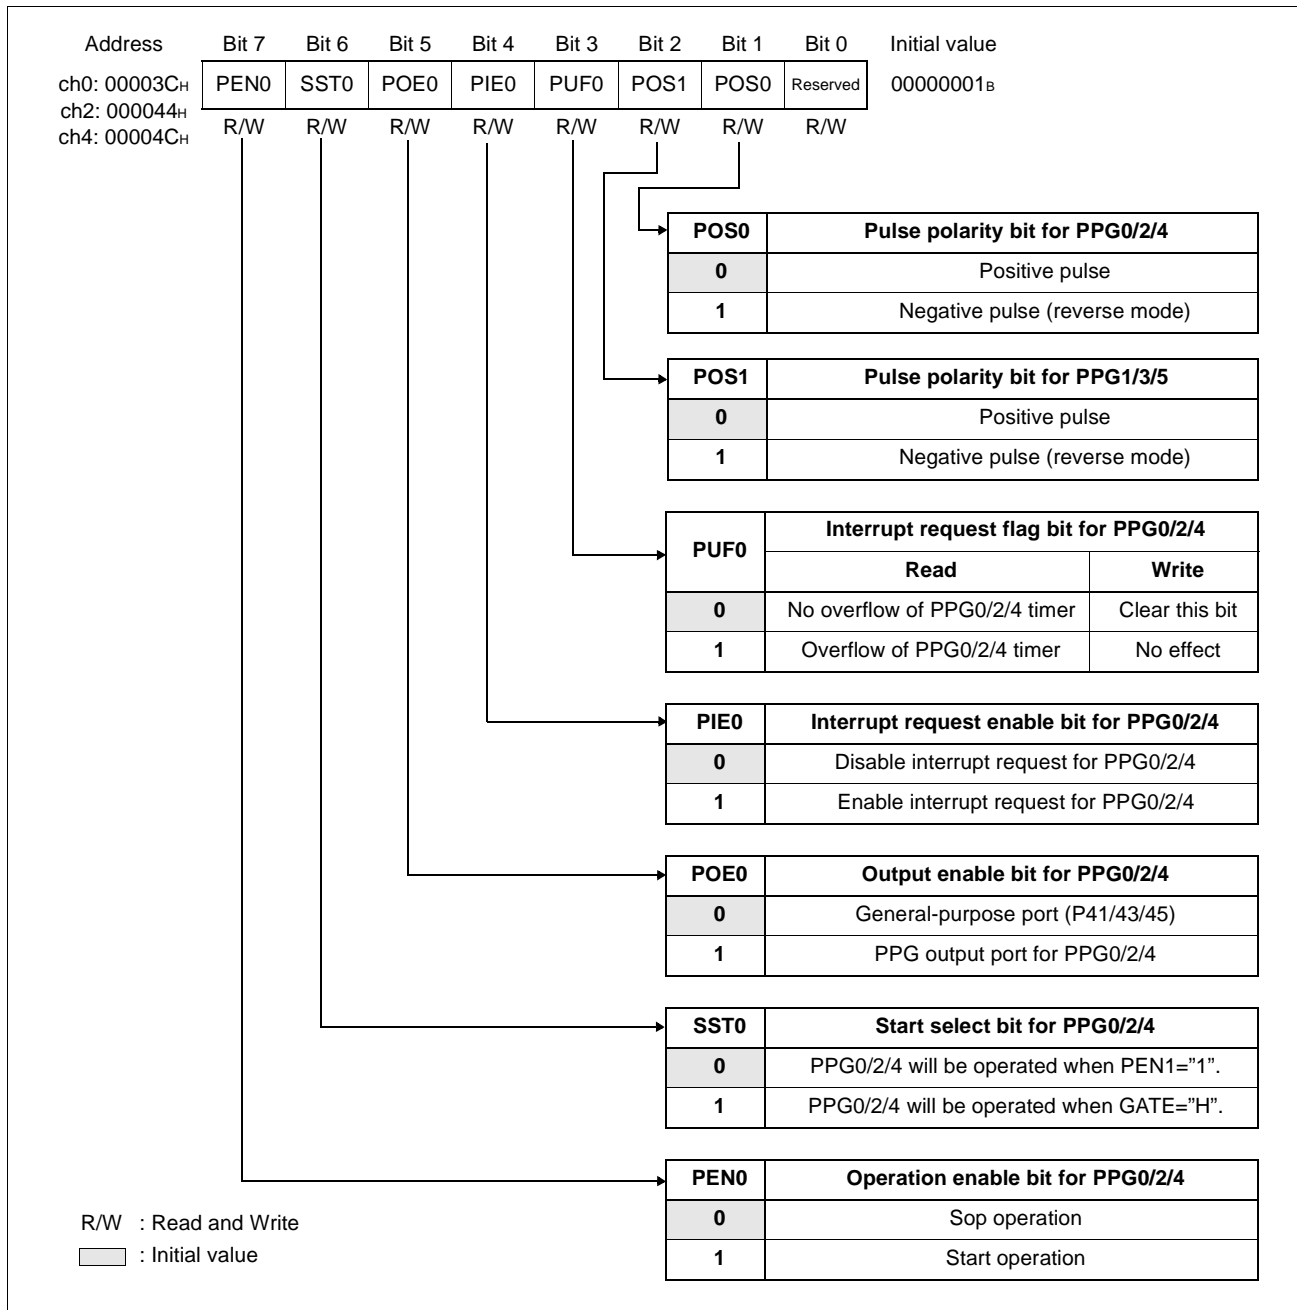 Address Bit 7 Bit 6 Bit 5 Bit 4 Bit 3 Bit 2 Bit 1 Bit 0 Initial value
ch0: 00003CH PEN0 SST0 POE0 PIE0 PUF0 POS1 POS0 Reserved 00000001B
ch2: 000044H
ch4: 00004CH
R/W R/W R/W R/W R/W R/W R/W R/W
POS0 Pulse polarity bit for PPG0/2/4
0 Positive pulse
1 Negative pulse (reverse mode)
POS1 Pulse polarity bit for PPG1/3/5
0 Positive pulse
1 Negative pulse (reverse mode)
PUF0 Interrupt request flag bit for PPG0/2/4
Read Write
0 No overflow of PPG0/2/4 timer Clear this bit
1 Overflow of PPG0/2/4 timer No effect
PIE0 Interrupt request enable bit for PPG0/2/4
0 Disable interrupt request for PPG0/2/4
1 Enable interrupt request for PPG0/2/4
POE0 Output enable bit for PPG0/2/4
0 General-purpose port (P41/43/45)
1 PPG output port for PPG0/2/4
SST0 Start select bit for PPG0/2/4
0 PPG0/2/4 will be operated when PEN1=”1”.
1 PPG0/2/4 will be operated when GATE=”H”.
PEN0 Operation enable bit for PPG0/2/4
0 Sop operation
1 Start operation
R/W : Read and Write
: Initial value